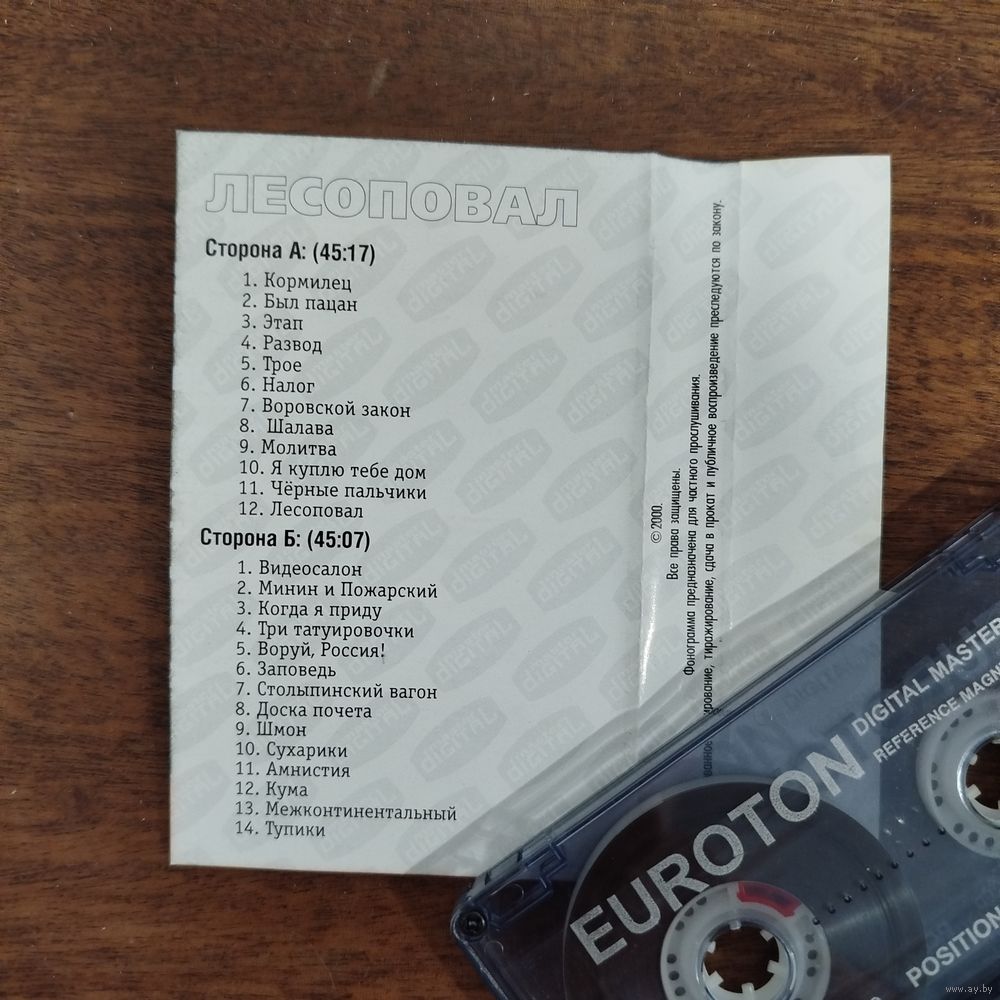 ЛЕСОПОВАЛ
Сторона А: (45:17)
1. Кормилец
2. Был пацан
3. Этап
4. Развод
5. Трое
6. Налог
7. Воровской закон
8. Шалава
9. Молитва
10. Я куплю тебе дом
11. Чёрные пальчики
12. Лесоповал
Сторона Б: (45:07)
1. Видеосалон
2. Минин и Пожарский
3. Когда я приду
4. Три татуировочки
5. Воруй, Россия!
6. Заповедь
7. Столыпинский вагон
8. Доска почета
9. Шмон
10. Сухарики
11. Амнистия
12. Кума
13. Межконтинентальный
14. Тупики
© 2000.
Все права защищены.
Фонограмма предназначена для частного прослушивания.
тиражирование, сдача в прокат и публичное воспроизведение преследуются по закону.
EUROTON
DIGITAL MASTER
REFERENCE
POSITION
www.ay.by